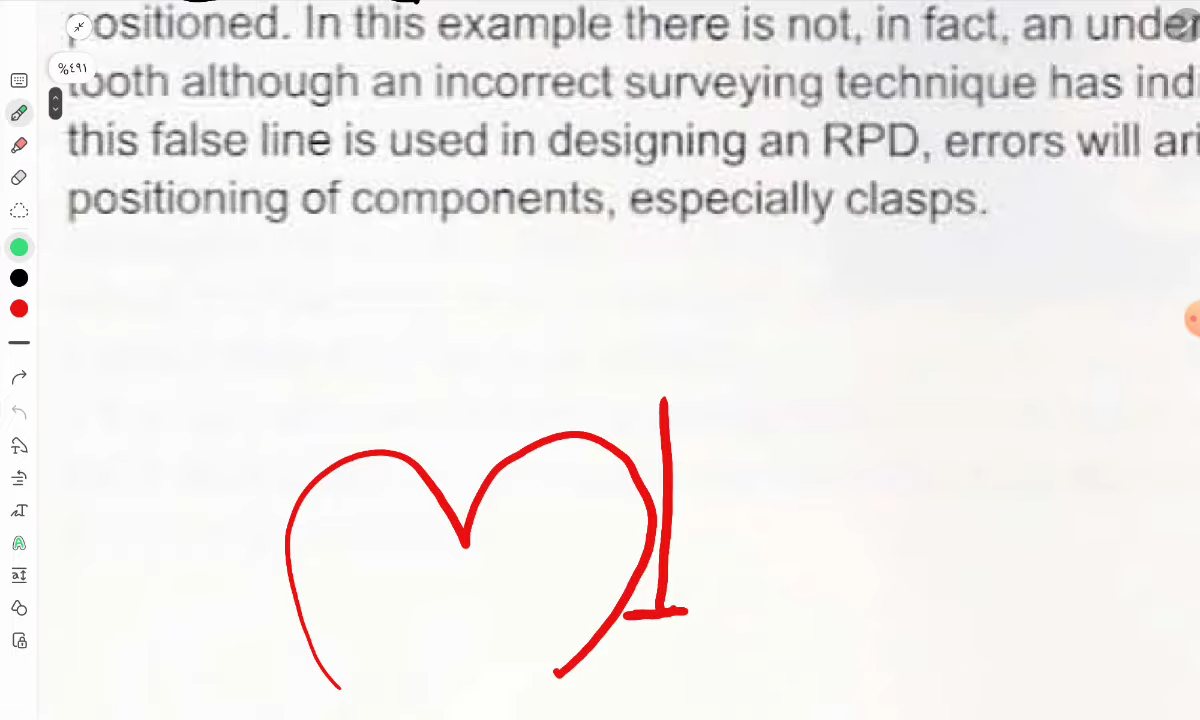 positioned. In this example there is not, in fact, an under
%٤٩١
tooth although an incorrect surveying technique has indi
this false line is used in designing an RPD, errors will ari
positioning of components, especially clasps.